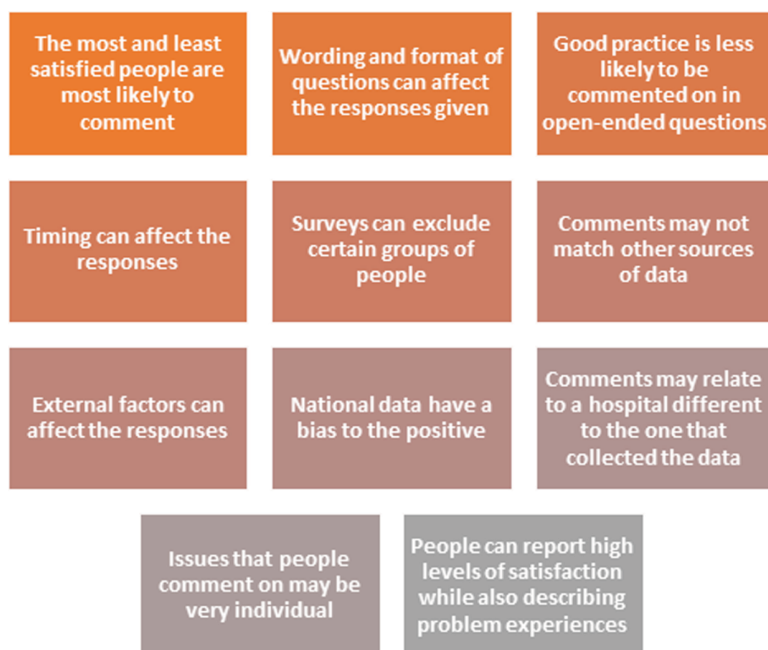 The most and least
satisfied people are
most likely to
comment
Wording and format of
questions can affect
the responses given
Good practice is less
likely to be
commented on in
open-ended questions
Timing can affect the
responses
Surveys can exclude
certain groups of
people
Comments may not
match other sources
of data
External factors can
affect the responses
National data have a
bias to the positive
Comments may relate
to a hospital different
to the one that
collected the data
Issues that people
comment on may be
very individual
People can report high
levels of satisfaction
while also describing
problem experiences